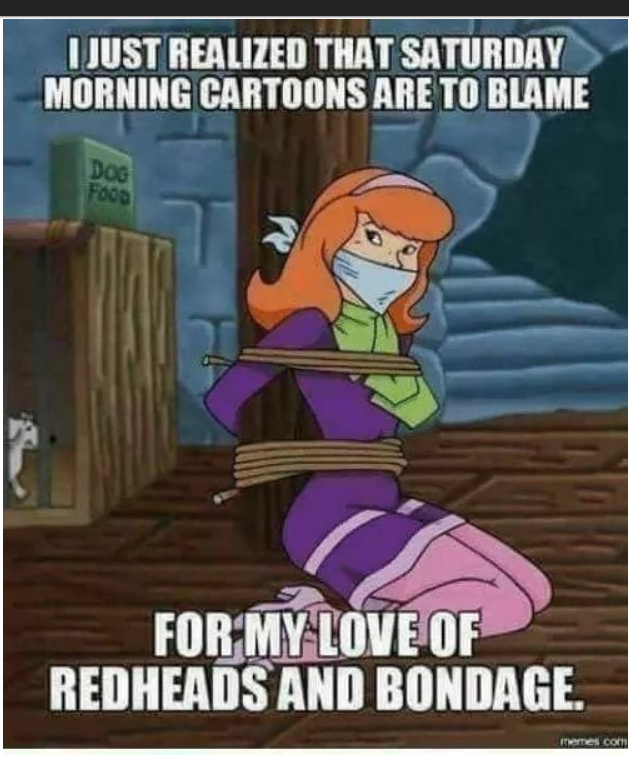 I JUST REALIZED THAT SATURDAY
MORNING CARTOONS ARE TO BLAME
DOG
FOOD
FOR MY LOVE OF
REDHEADS AND BONDAGE.
memes.com